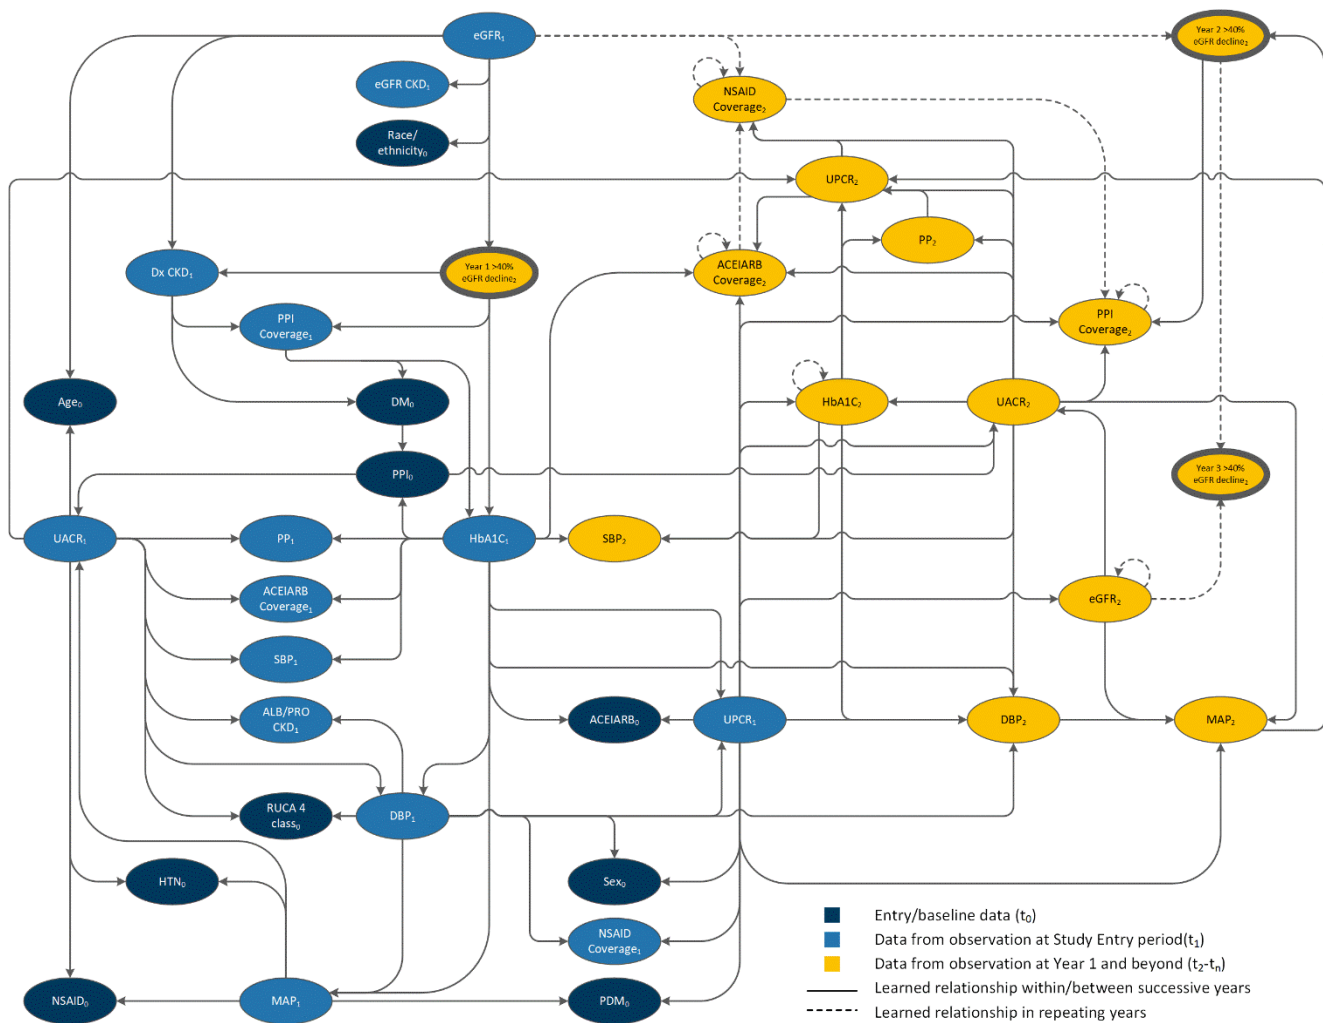 eGFR₁
Year 2 >40%
eGFR decline₂
eGFR CKD₁
NSAID
Coverage₂
Race/
ethnicity₀
UPCR₂
PP₂
Dx CKD₁
Year 1 >40%
eGFR decline₂
ACEIARB
Coverage₂
PPI
Coverage₁
PPI
Coverage₂
Age₀
DM₀
HbA1C₂
UACR₂
PPI₀
Year 3 >40%
eGFR decline₂
UACR₁
PP₁
HbA1C₁
SBP₂
ACEIARB
Coverage₁
eGFR₂
SBP₁
ALB/PRO
CKD₁
ACEIARB₀
UPCR₁
DBP₂
MAP₂
RUCA 4
class₀
DBP₁
HTN₀
Sex₀
NSAID
Coverage₁
NSAID₀
MAP₁
PDM₀
Entry/baseline data (t₀)
Data from observation at Study Entry period(t₁)
Data from observation at Year 1 and beyond (t₂-tₙ)
Learned relationship within/between successive years
Learned relationship in repeating years